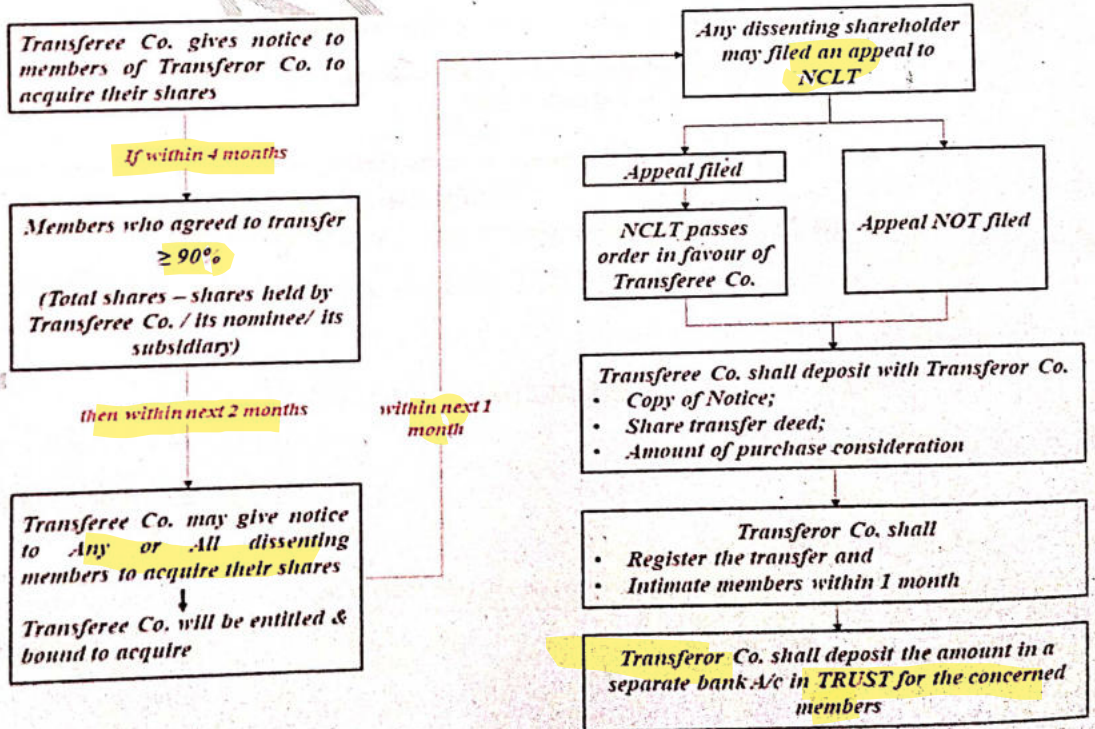 Transferee Co. gives notice to
members of Transferor Co. to
acquire their shares
If within 4 months
Members who agreed to transfer
≥ 90%
(Total shares – shares held by
Transferee Co. / its nominee/ its
subsidiary)
then within next 2 months
Transferee Co. may give notice
to Any or All dissenting
members to acquire their shares
Transferee Co. will be entitled &
bound to acquire
within next 1
month
Any dissenting shareholder
may filed an appeal to
NCLT
Appeal filed
NCLT passes
order in favour of
Transferee Co.
Appeal NOT filed
Transferee Co. shall deposit with Transferor Co.
• Copy of Notice;
• Share transfer deed;
• Amount of purchase consideration
Transferor Co. shall
• Register the transfer and
• Intimate members within 1 month
Transferor Co. shall deposit the amount in a
separate bank A/c in TRUST for the concerned
members